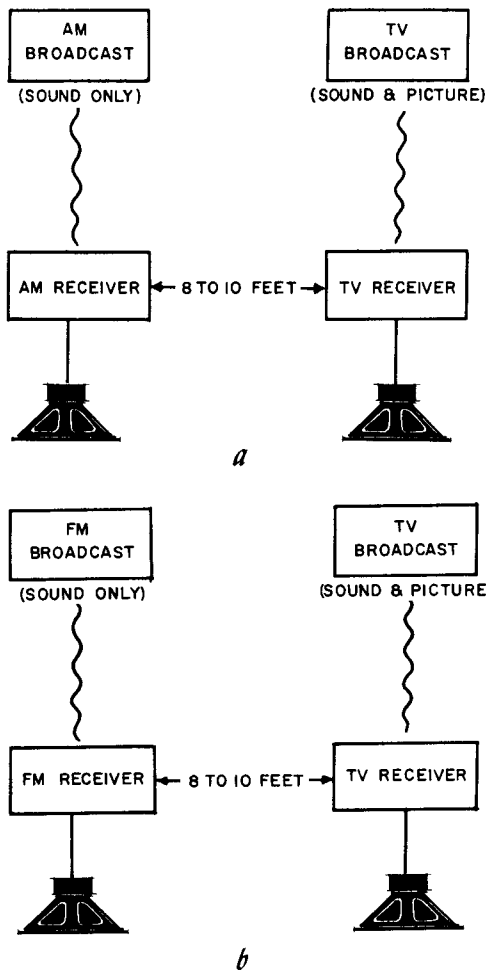 AM
BROADCAST
(SOUND ONLY)
TV
BROADCAST
(SOUND & PICTURE)
AM RECEIVER
8 TO 10 FEET
TV RECEIVER
a
FM
BROADCAST
(SOUND ONLY)
TV
BROADCAST
(SOUND & PICTURE
FM RECEIVER
8 TO 10 FEET
TV RECEIVER
b